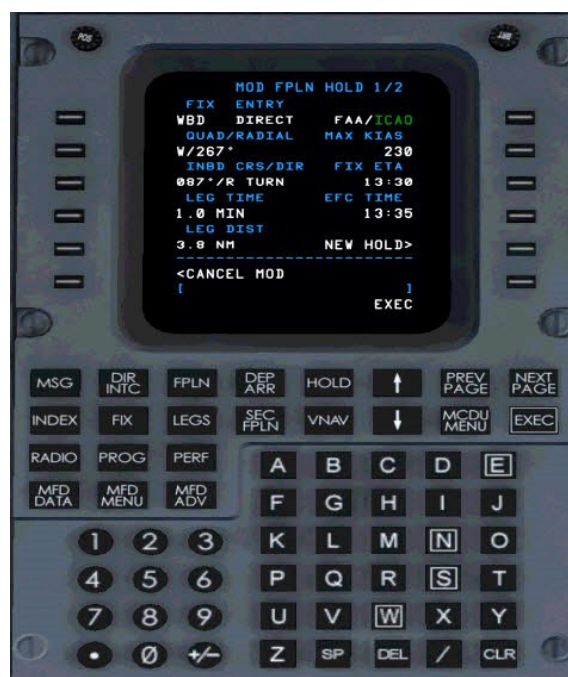 POS
BRT
MOD FPLN HOLD 1/2
FIX ENTRY
WBD DIRECT FAA/ICAO
QUAD/RADIAL MAX KIAS
W/267° 230
INBD CRS/DIR FIX ETA
087°/R TURN 13:30
LEG TIME EFC TIME
1.0 MIN 13:35
LEG DIST
3.8 NM NEW HOLD>
------------------------
<CANCEL MOD
[ ]
EXEC
MSG DIR INTC FPLN DEP ARR HOLD ↑ PREV PAGE NEXT PAGE
INDEX FIX LEGS SEC FPLN VNAV ↓ MCDU MENU EXEC
RADIO PROG PERF
MFD DATA MFD MENU MFD ADV
A B C D E
F G H I J
1 2 3 K L M N O
4 5 6 P Q R S T
7 8 9 U V W X Y
• 0 +/- Z SP DEL / CLR